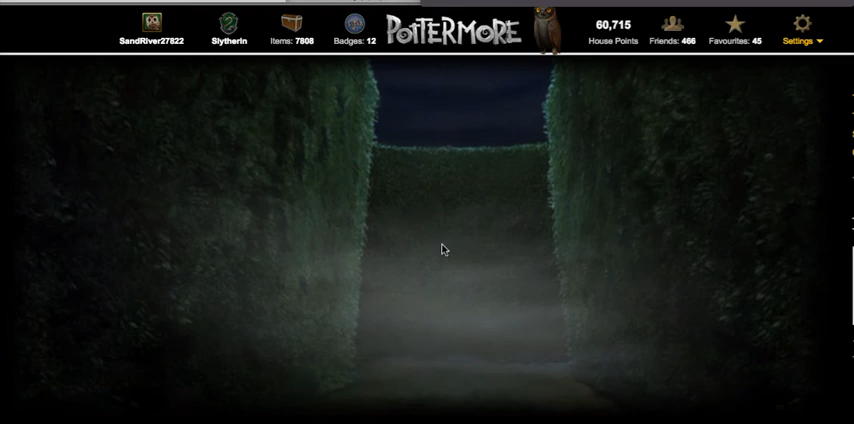 POTTERMORE
60,715
SandRiver27822
Slytherin
Items: 7808
Badges: 12
House Points
Friends: 466
Favourites: 45
Settings